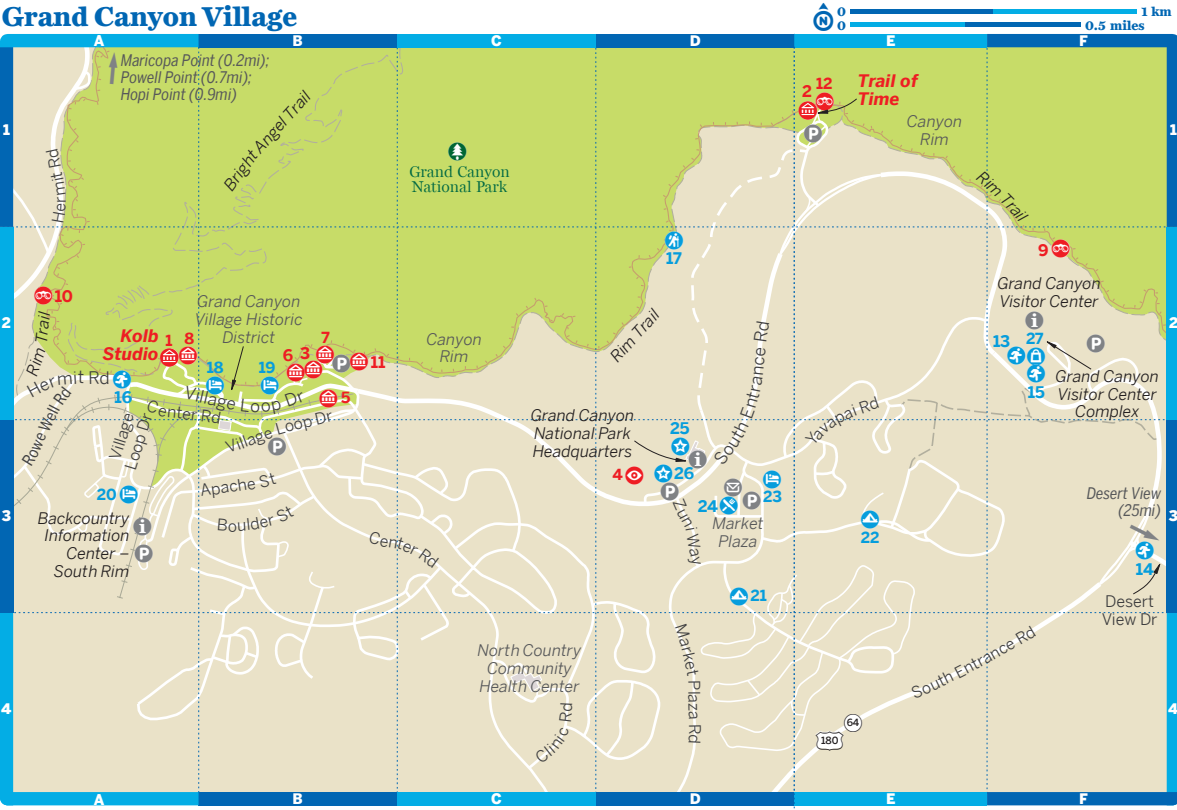 Grand Canyon Village
N
0
1 km
0
0.5 miles
A
B
C
D
E
F
Maricopa Point (0.2mi);
Powell Point (0.7mi);
Hopi Point (0.9mi)
2
12
Trail of
Time
P
1
1
Canyon
Rim
Bright Angel Trail
Hermit Rd
Grand Canyon
National Park
Rim Trail
17
9
Grand Canyon
Visitor Center
i
10
Grand Canyon
Village Historic
District
Kolb
Studio
1
8
7
6
3
P
11
Canyon
Rim
Rim Trail
Rim Trail
2
2
13
27
15
P
Grand Canyon
Visitor Center
Complex
Hermit Rd
16
18
19
5
Village Loop Dr
Center Rd
Village Loop Dr
P
Village
Loop Dr
Rowe Well Rd
South Entrance Rd
Yavapai Rd
Grand Canyon
National Park
Headquarters
25
i
4
26
P
24
P
23
Market
Plaza
Zuni Way
20
Apache St
Boulder St
Center Rd
Backcountry
Information
Center –
South Rim
i
P
3
3
22
21
Desert View
(25mi)
14
Desert
View Dr
North Country
Community
Health Center
Market Plaza Rd
Clinic Rd
South Entrance Rd
64
180
4
4
A
B
C
D
E
F